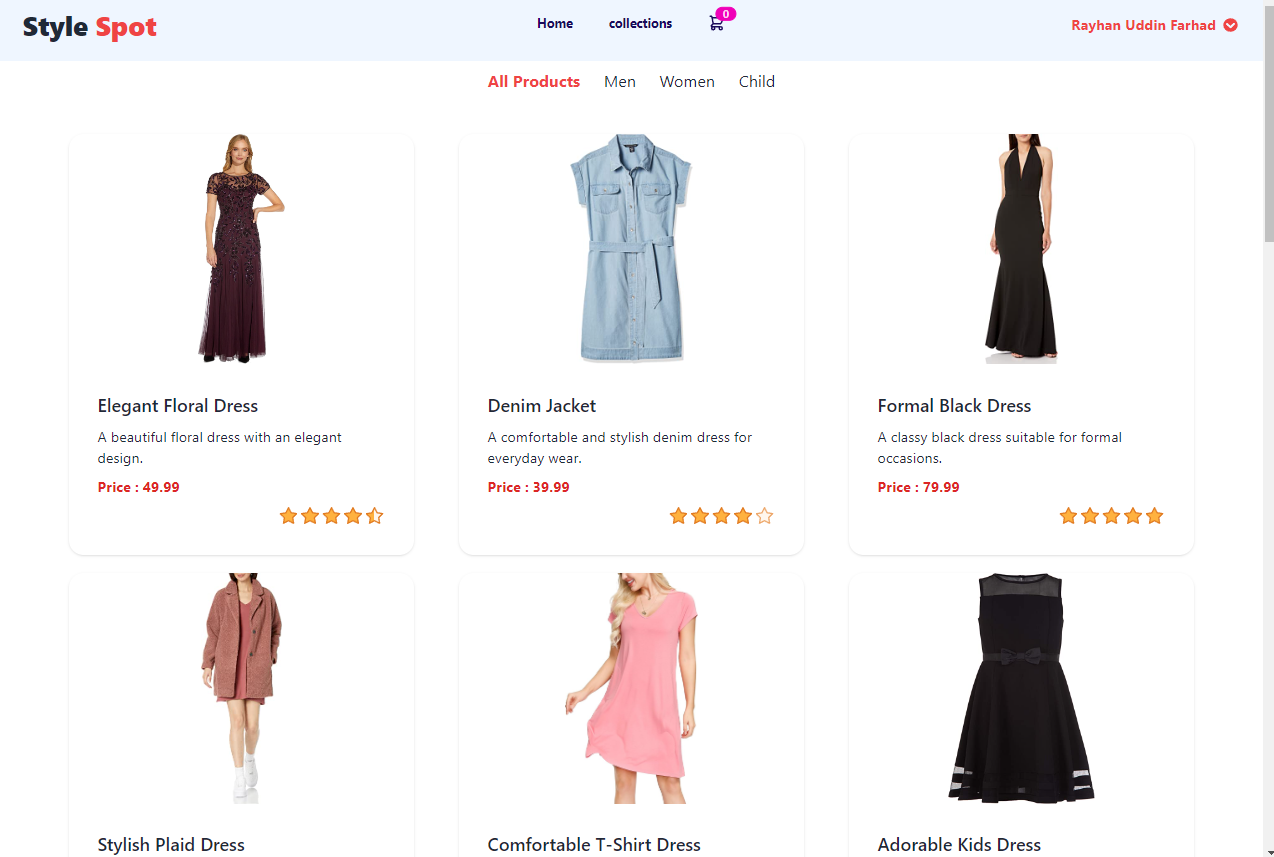 Style Spot
Home collections 0
Rayhan Uddin Farhad
All Products Men Women Child
Elegant Floral Dress
A beautiful floral dress with an elegant
design.
Price : 49.99
Denim Jacket
A comfortable and stylish denim dress for
everyday wear.
Price : 39.99
Formal Black Dress
A classy black dress suitable for formal
occasions.
Price : 79.99
Stylish Plaid Dress
Comfortable T-Shirt Dress
Adorable Kids Dress